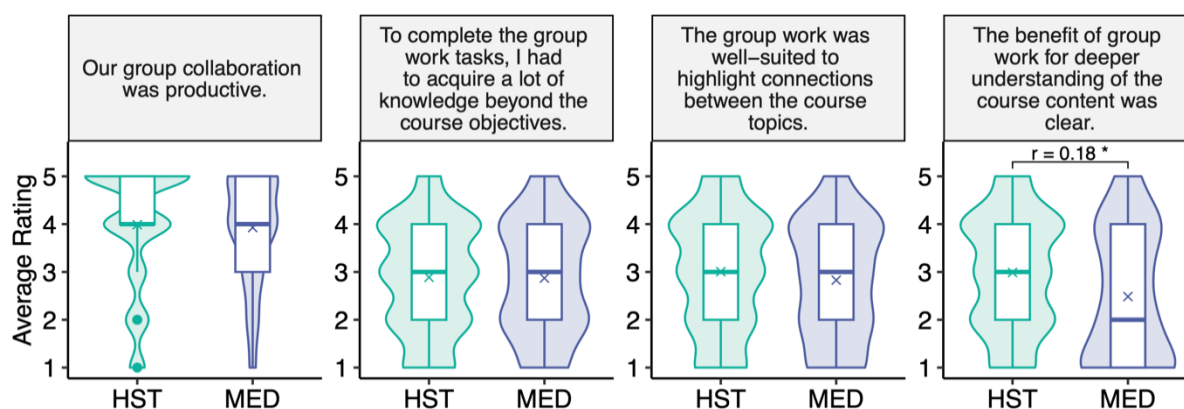 Our group collaboration
was productive.
To complete the group
work tasks, I had
to acquire a lot of
knowledge beyond the
course objectives.
The group work was
well−suited to
highlight connections
between the course
topics.
The benefit of group
work for deeper
understanding of the
course content was
clear.
Average Rating
5
4
3
2
1
HST
MED
5
4
3
2
1
HST
MED
5
4
3
2
1
HST
MED
r = 0.18 *
5
4
3
2
1
HST
MED